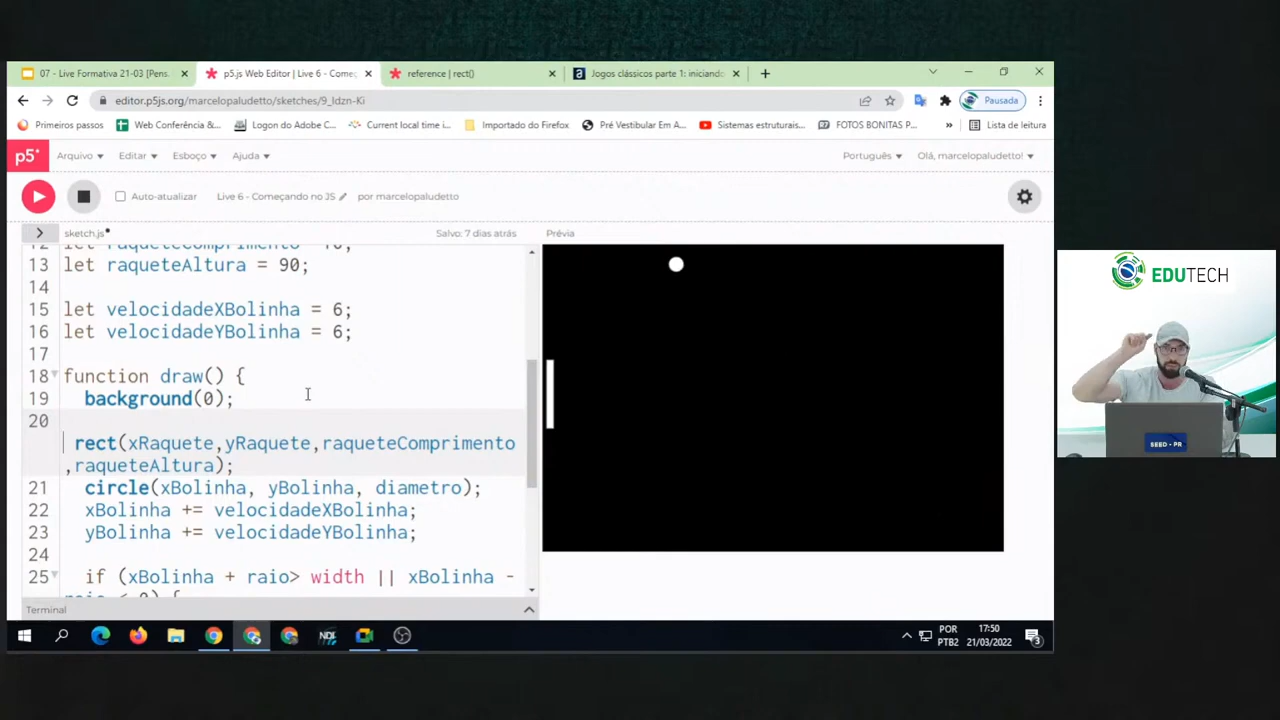 07 - Live Formativa 21-03 [Pens
p5.js Web Editor | Live 6 - Começ
reference | rect()
Jogos clássicos parte 1: iniciando
editor.p5js.org/marcelopaludetto/sketches/9_ldzn-Ki
Pausada
Primeiros passos
Web Conferência &...
Logon do Adobe C...
Current local time i...
Importado do Firefox
Pré Vestibular Em A...
Sistemas estruturais...
FOTOS BONITAS P...
»
Lista de leitura
p5*
Arquivo
Editar
Esboço
Ajuda
Português
Olá, marcelopaludetto!
Auto-atualizar
Live 6 - Começando no JS
por marcelopaludetto
sketch.js
Salvo: 7 dias atrás
Prévia
13 let raqueteAltura = 90;
14
15 let velocidadeXBolinha = 6;
16 let velocidadeYBolinha = 6;
17
18 function draw() {
19 background(0);
20
rect(xRaquete,yRaquete,raqueteComprimento
,raqueteAltura);
21 circle(xBolinha, yBolinha, diametro);
22 xBolinha += velocidadeXBolinha;
23 yBolinha += velocidadeYBolinha;
24
25 if (xBolinha + raio> width || xBolinha -
Terminal
POR
PTB2
17:50
21/03/2022
3
EDUTECH
SEED - PR